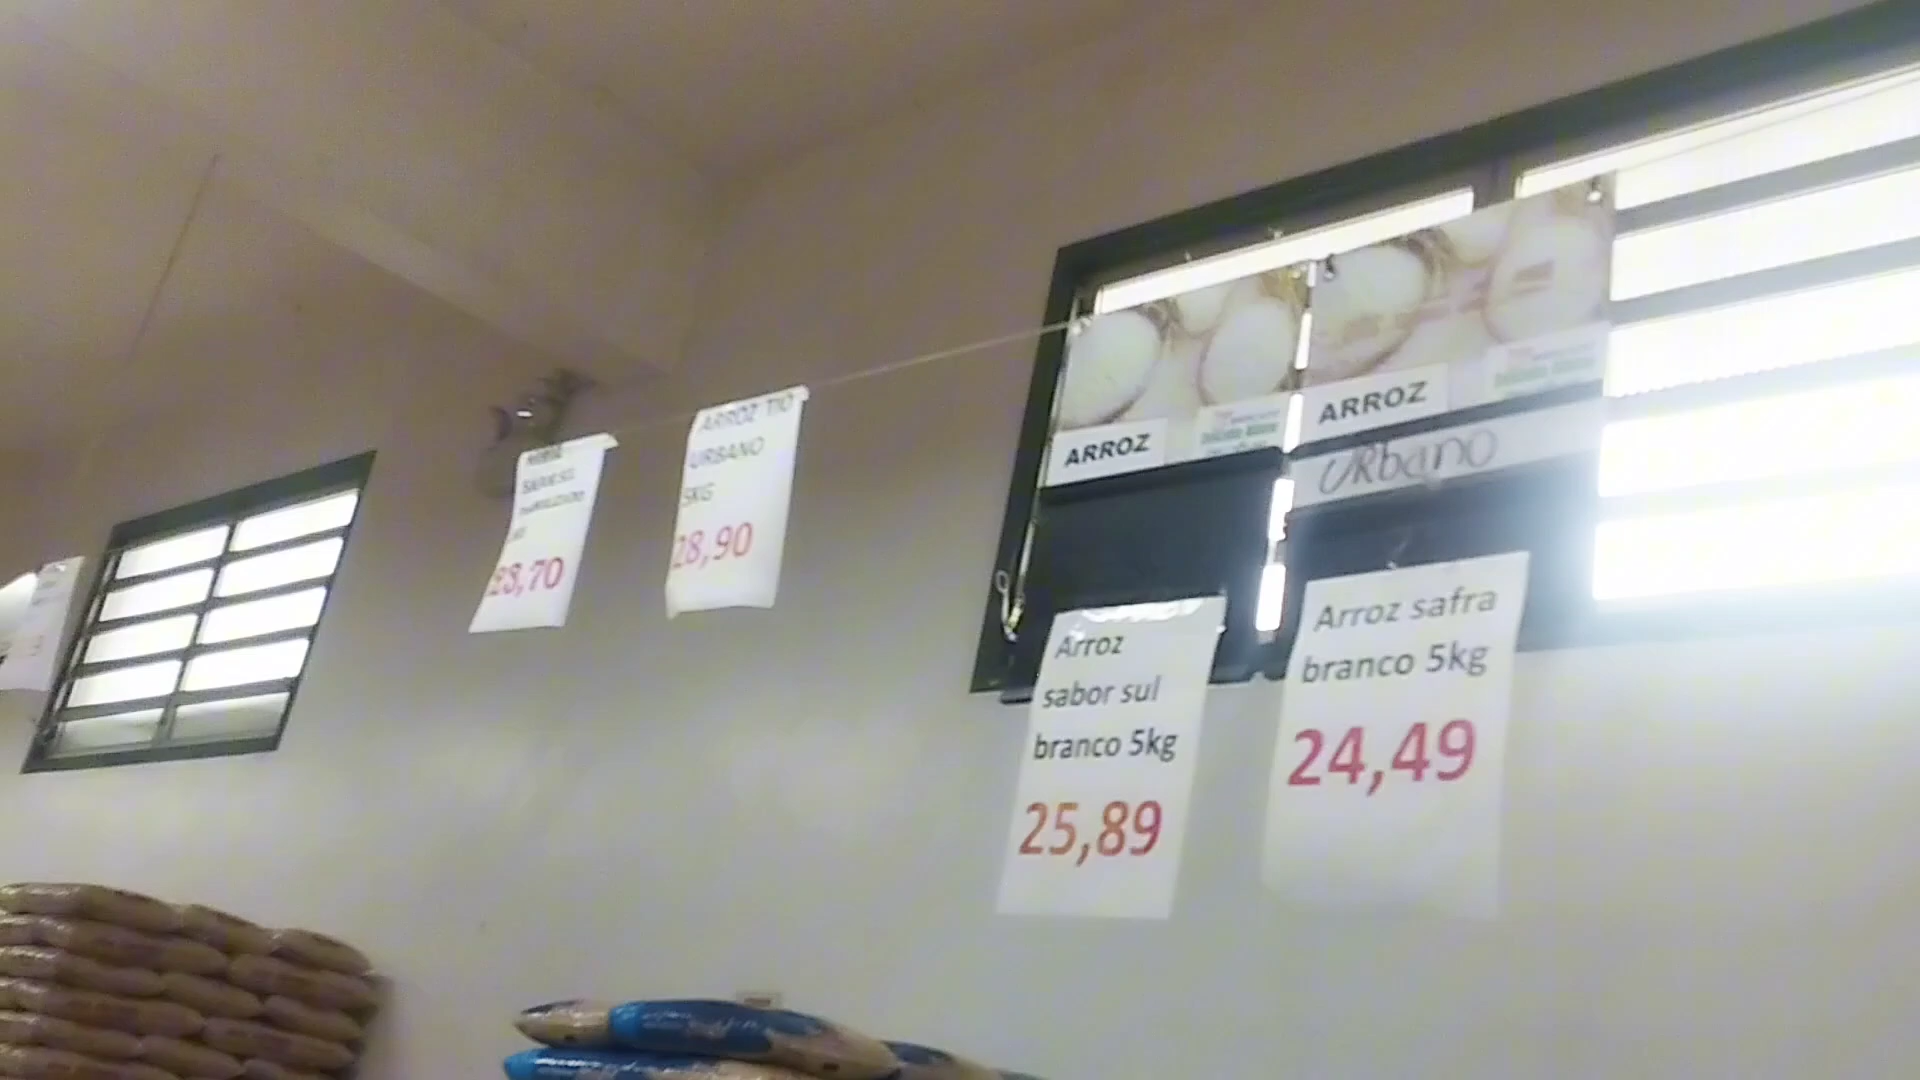 SABOR SUL
23,70
ARROZ TIO
URBANO
5KG
28,90
ARROZ
ARROZ
URbano
Arroz
sabor sul
branco 5kg
25,89
Arroz safra
branco 5kg
24,49